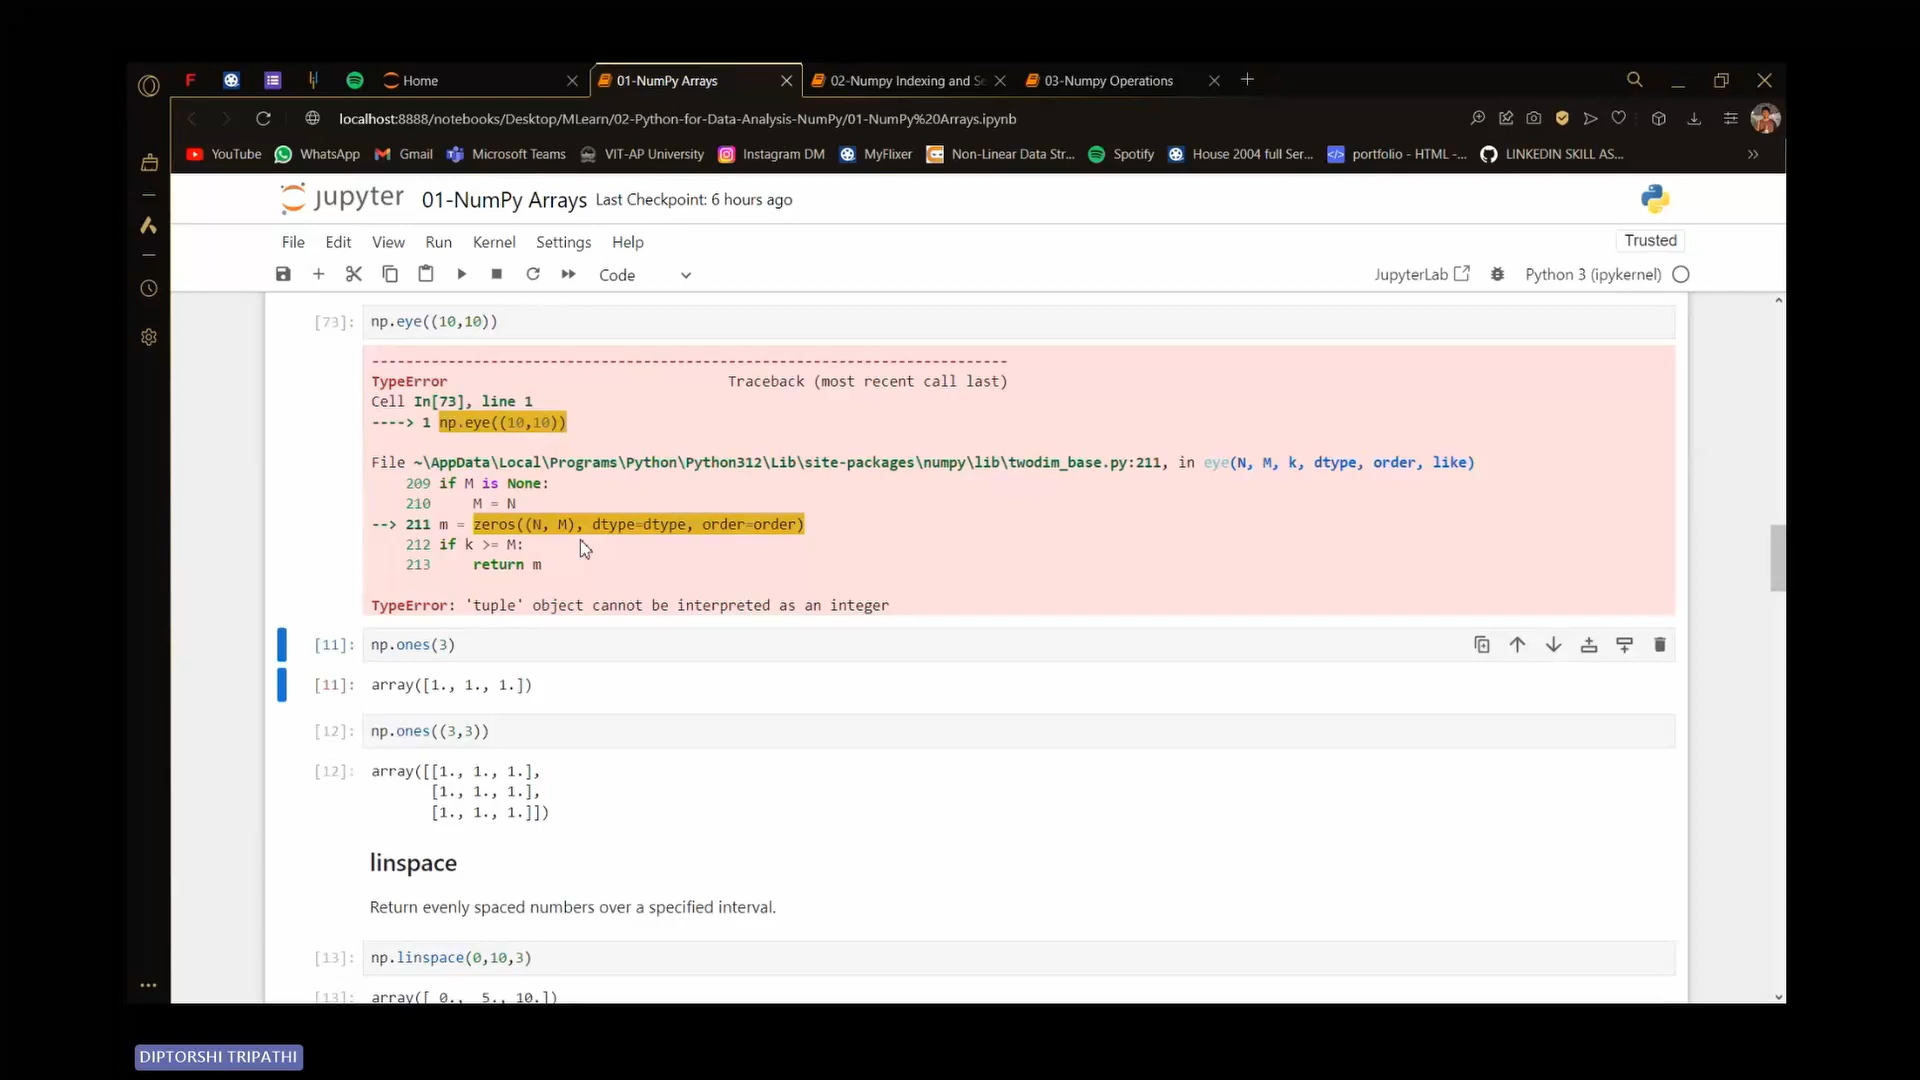 F
Home
01-NumPy Arrays
02-Numpy Indexing and Se
03-Numpy Operations
localhost:8888/notebooks/Desktop/MLearn/02-Python-for-Data-Analysis-NumPy/01-NumPy%20Arrays.ipynb
YouTube WhatsApp Gmail Microsoft Teams VIT-AP University Instagram DM MyFlixer Non-Linear Data Str... Spotify House 2004 full Ser... portfolio - HTML -... LINKEDIN SKILL AS...
jupyter 01-NumPy Arrays Last Checkpoint: 6 hours ago
File Edit View Run Kernel Settings Help
Trusted
Code
JupyterLab
Python 3 (ipykernel)
[73]: np.eye((10,10))
---------------------------------------------------------------------------
TypeError Traceback (most recent call last)
Cell In[73], line 1
----> 1 np.eye((10,10))
File ~\AppData\Local\Programs\Python\Python312\Lib\site-packages\numpy\lib\twodim_base.py:211, in eye(N, M, k, dtype, order, like)
209 if M is None:
210 M = N
--> 211 m = zeros((N, M), dtype=dtype, order=order)
212 if k >= M:
213 return m
TypeError: 'tuple' object cannot be interpreted as an integer
[11]: np.ones(3)
[11]: array([1., 1., 1.])
[12]: np.ones((3,3))
[12]: array([[1., 1., 1.],
[1., 1., 1.],
[1., 1., 1.]])
linspace
Return evenly spaced numbers over a specified interval.
[13]: np.linspace(0,10,3)
[13]: array([ 0., 5., 10.])
DIPTORSHI TRIPATHI